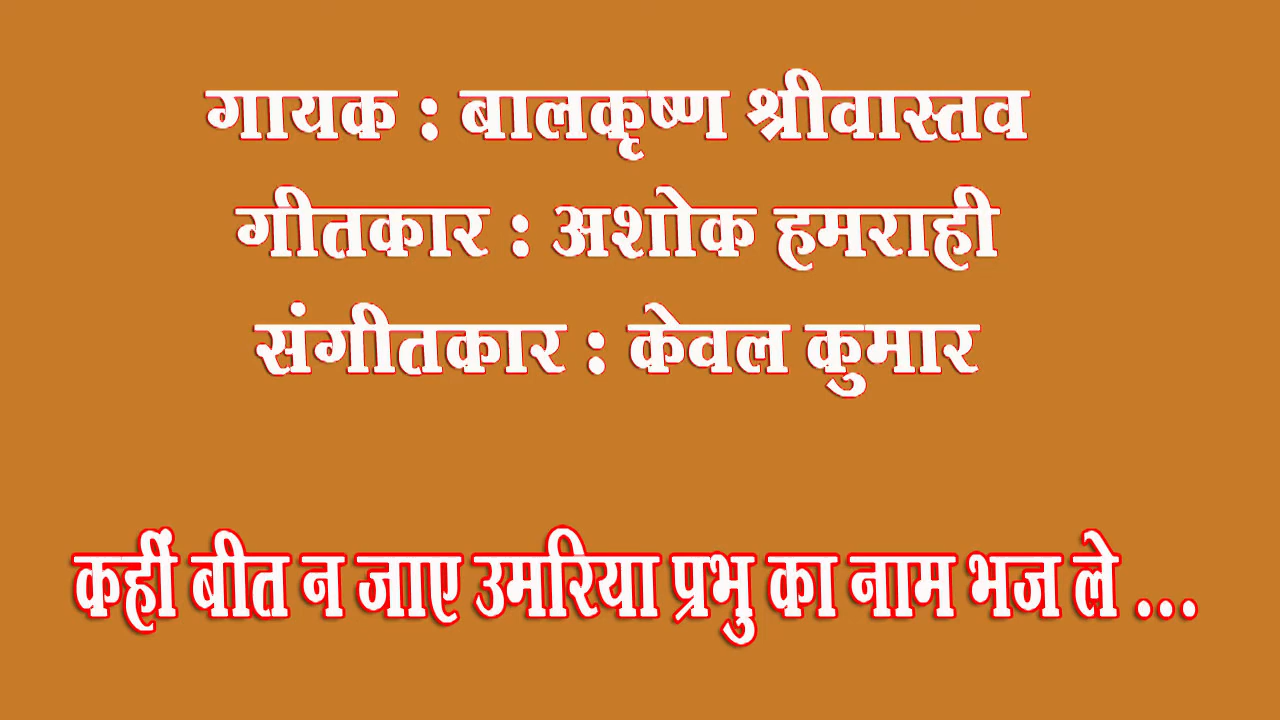 गायक : बालकृष्ण श्रीवास्तव
गीतकार : अशोक हमराही
संगीतकार : केवल कुमार
कहीं बीत न जाए उमरिया प्रभु का नाम भज ले ...